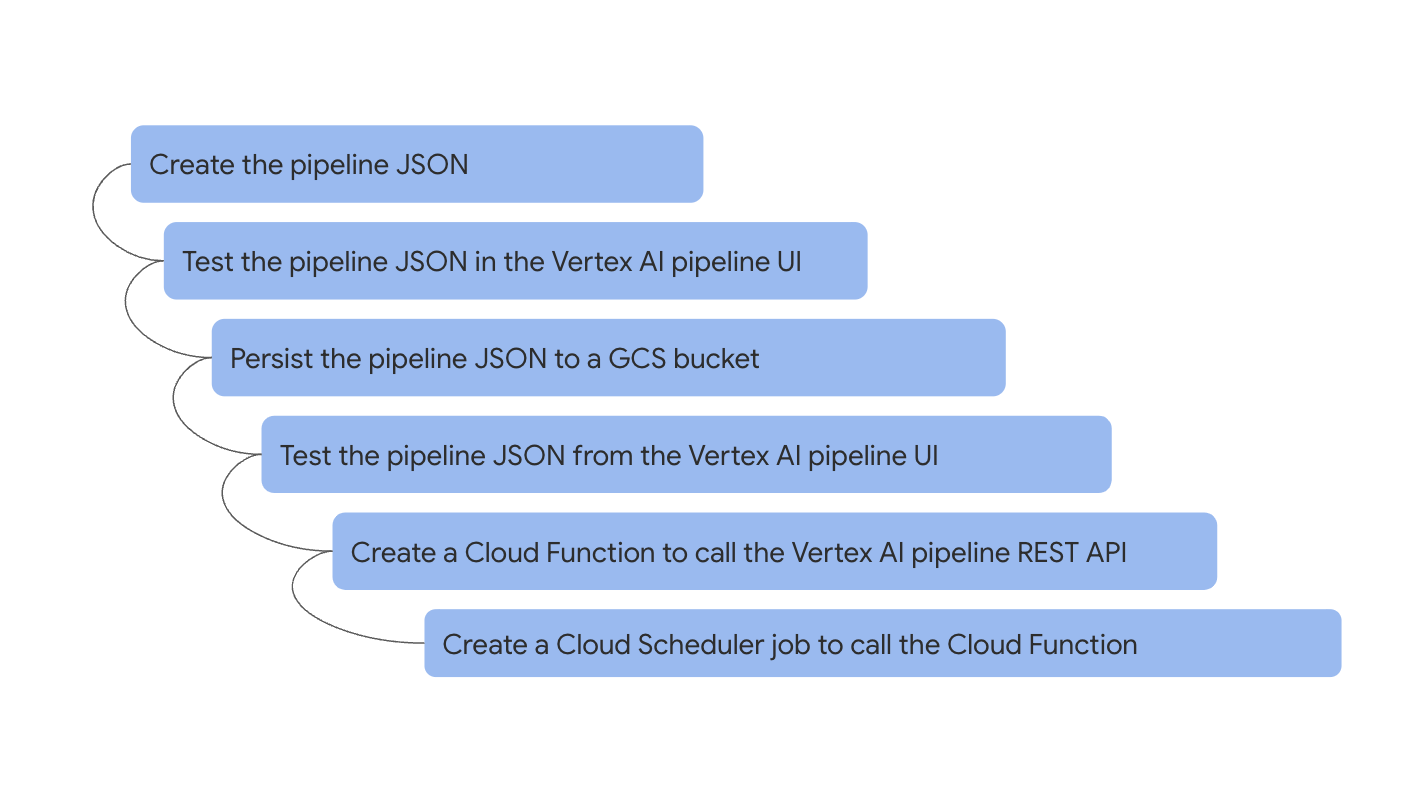 Create the pipeline JSON
Test the pipeline JSON in the Vertex AI pipeline UI
Persist the pipeline JSON to a GCS bucket
Test the pipeline JSON from the Vertex AI pipeline UI
Create a Cloud Function to call the Vertex AI pipeline REST API
Create a Cloud Scheduler job to call the Cloud Function